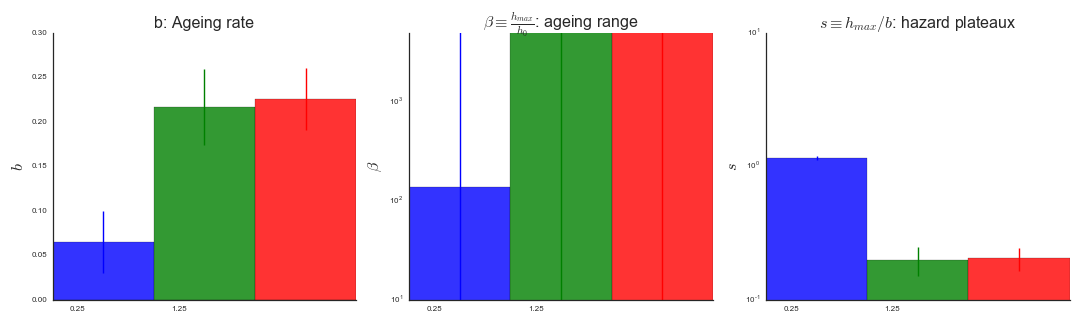 b: Ageing rate
0.30
0.25
0.20
0.15
0.10
0.05
0.00
b
0.25 1.25
β ≡ h_max/h_0: ageing range
10^3
10^2
10^1
β
0.25 1.25
s ≡ h_max/b: hazard plateaux
10^1
10^0
10^-1
s
0.25 1.25